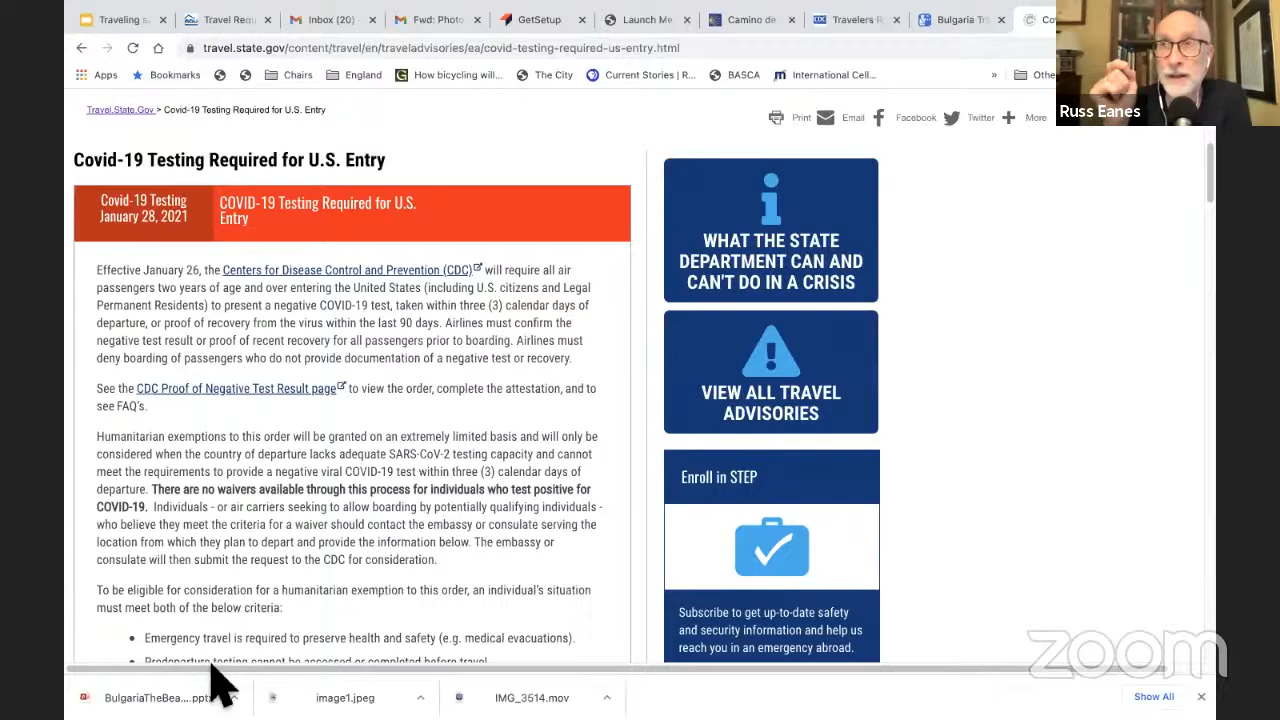 Traveling s
Travel Req
Inbox (20)
Fwd: Photo
GetSetup
Launch Me
Camino de
Travelers R
Bulgaria Tr
Co
travel.state.gov/content/travel/en/traveladvisories/ea/covid-testing-required-us-entry.html
Apps
Bookmarks
Chairs
England
How bicycling will...
The City
Current Stories | R...
BASCA
International Cell...
»
Othe
Russ Eanes
Travel.State.Gov > Covid-19 Testing Required for U.S. Entry
Print
Email
Facebook
Twitter
More
Covid-19 Testing Required for U.S. Entry
Covid-19 Testing
January 28, 2021
COVID-19 Testing Required for U.S.
Entry
Effective January 26, the Centers for Disease Control and Prevention (CDC) will require all air
passengers two years of age and over entering the United States (including U.S. citizens and Legal
Permanent Residents) to present a negative COVID-19 test, taken within three (3) calendar days of
departure, or proof of recovery from the virus within the last 90 days. Airlines must confirm the
negative test result or proof of recent recovery for all passengers prior to boarding. Airlines must
deny boarding of passengers who do not provide documentation of a negative test or recovery.
See the CDC Proof of Negative Test Result page to view the order, complete the attestation, and to
see FAQ's.
Humanitarian exemptions to this order will be granted on an extremely limited basis and will only be
considered when the country of departure lacks adequate SARS-CoV-2 testing capacity and cannot
meet the requirements to provide a negative viral COVID-19 test within three (3) calendar days of
departure. There are no waivers available through this process for individuals who test positive for
COVID-19. Individuals - or air carriers seeking to allow boarding by potentially qualifying individuals -
who believe they meet the criteria for a waiver should contact the embassy or consulate serving the
location from which they plan to depart and provide the information below. The embassy or
consulate will then submit the request to the CDC for consideration.
To be eligible for consideration for a humanitarian exemption to this order, an individual's situation
must meet both of the below criteria:
• Emergency travel is required to preserve health and safety (e.g. medical evacuations).
• Predeparture testing cannot be accessed or completed before travel
WHAT THE STATE
DEPARTMENT CAN AND
CAN'T DO IN A CRISIS
VIEW ALL TRAVEL
ADVISORIES
Enroll in STEP
Subscribe to get up-to-date safety
and security information and help us
reach you in an emergency abroad.
zoom
BulgariaTheBea....pptx
image1.jpeg
IMG_3514.mov
Show All